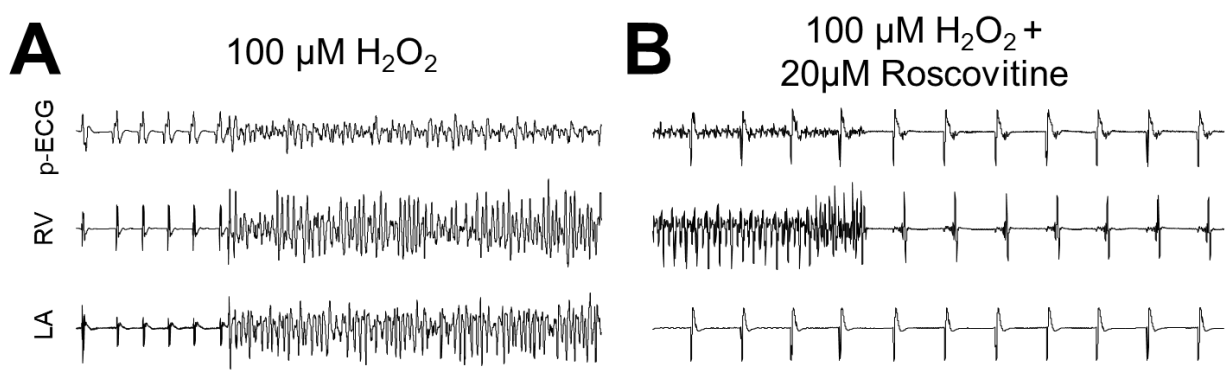 A
100 µM H₂O₂
B
100 µM H₂O₂ +
20µM Roscovitine
p-ECG
RV
LA